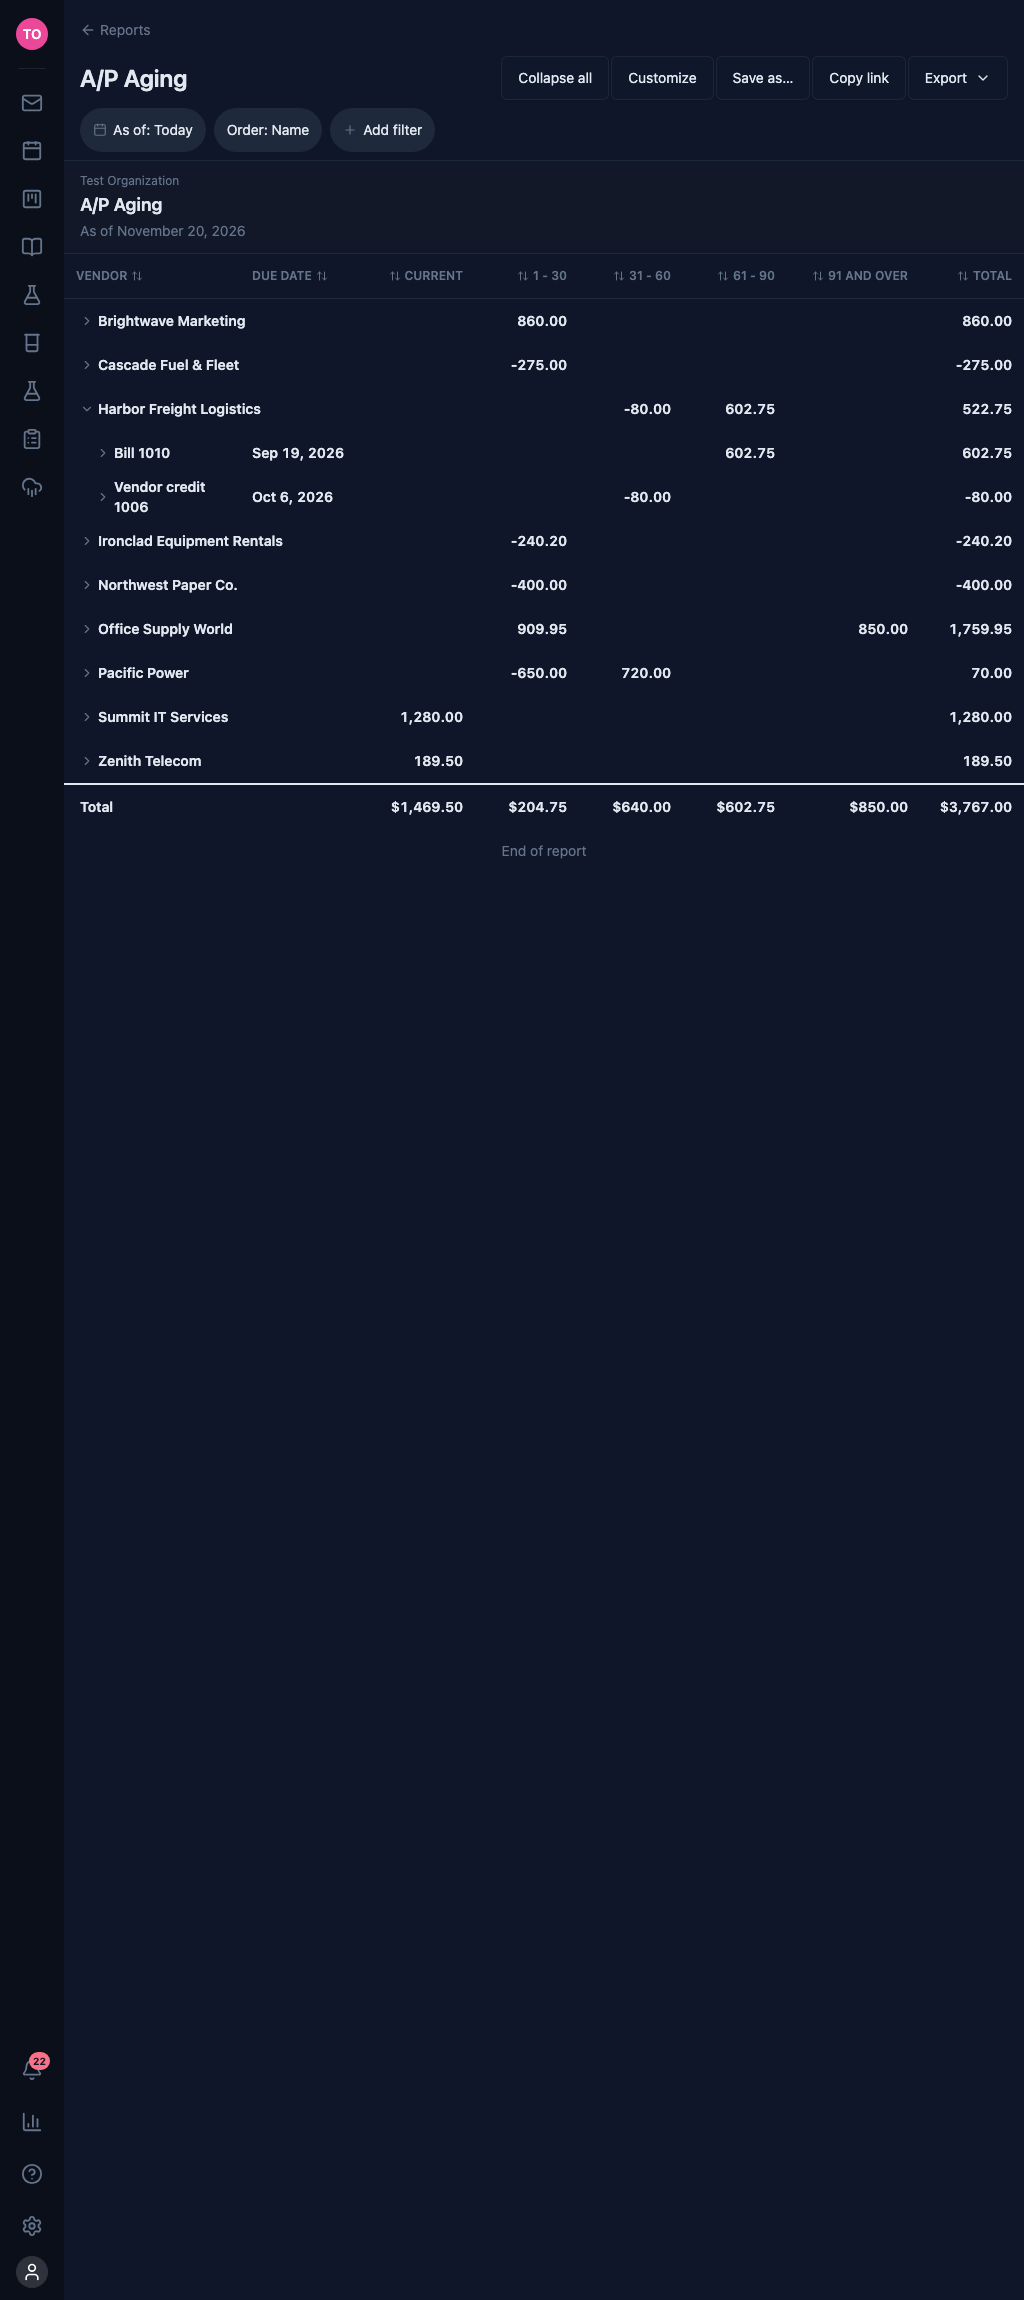 TO
Reports
A/P Aging
Collapse all
Customize
Save as...
Copy link
Export
As of: Today
Order: Name
Add filter
Test Organization
A/P Aging
As of November 20, 2026
VENDOR DUE DATE CURRENT 1 - 30 31 - 60 61 - 90 91 AND OVER TOTAL
Brightwave Marketing 860.00 860.00
Cascade Fuel & Fleet -275.00 -275.00
Harbor Freight Logistics -80.00 602.75 522.75
Bill 1010 Sep 19, 2026 602.75 602.75
Vendor credit
1006 Oct 6, 2026 -80.00 -80.00
Ironclad Equipment Rentals -240.20 -240.20
Northwest Paper Co. -400.00 -400.00
Office Supply World 909.95 850.00 1,759.95
Pacific Power -650.00 720.00 70.00
Summit IT Services 1,280.00 1,280.00
Zenith Telecom 189.50 189.50
Total $1,469.50 $204.75 $640.00 $602.75 $850.00 $3,767.00
End of report
22